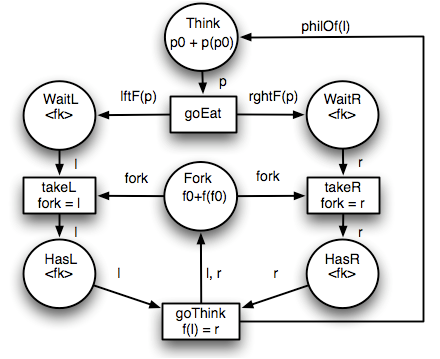 Think
p0 + p(p0)
philOf(l)
p
lftF(p)
rghtF(p)
WaitL
<fk>
goEat
WaitR
<fk>
l
r
fork
fork
takeL
fork = l
Fork
f0+f(f0)
takeR
fork = r
l
r
HasL
<fk>
HasR
<fk>
l
l, r
r
goThink
f(l) = r